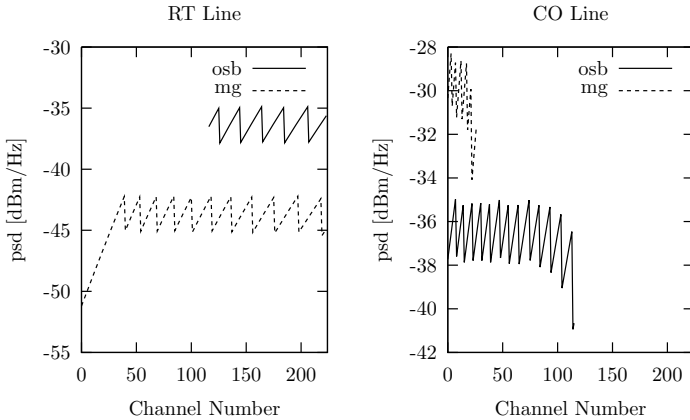 RT Line
psd [dBm/Hz]
-30
-35
-40
-45
-50
-55
osb
mg
0 50 100 150 200
Channel Number
CO Line
psd [dBm/Hz]
-28
-30
-32
-34
-36
-38
-40
-42
osb
mg
0 50 100 150 200
Channel Number